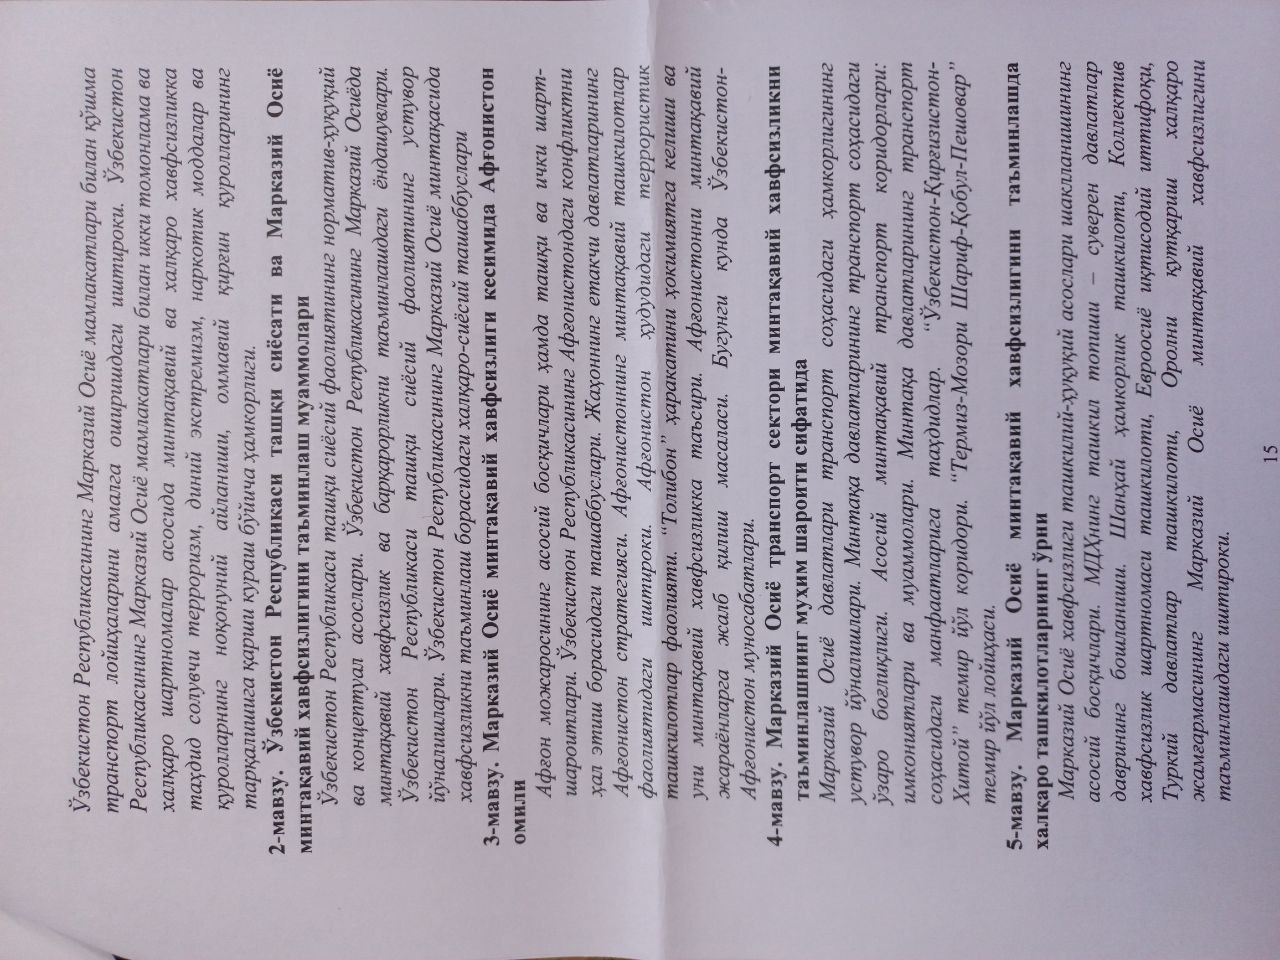 Ўзбекистон Республикасининг Марказий Осиё мамлакатлари билан қўшма
транспорт лойиҳаларини амалга оширишдаги иштироки. Ўзбекистон
Республикасининг Марказий Осиё мамлакатлари билан икки томонлама ва
халқаро шартномалар асосида минтақавий ва халқаро хавфсизликка
таҳдид солувчи терроризм, диний экстремизм, наркотик моддалар ва
қуролларнинг ноқонуний айланиши, оммавий қирғин қуролларининг
тарқалишига қарши кураш бўйича ҳамкорлиги.
2-мавзу. Ўзбекистон Республикаси ташқи сиёсати ва Марказий Осиё
минтақавий хавфсизлигини таъминлаш муаммолари
Ўзбекистон Республикаси ташқи сиёсий фаолиятининг норматив-ҳуқуқий
ва концептуал асослари. Ўзбекистон Республикасининг Марказий Осиёда
минтақавий хавфсизлик ва барқарорликни таъминлашдаги ёндашувлари.
Ўзбекистон Республикаси ташқи сиёсий фаолиятининг устувор
йўналишлари. Ўзбекистон Республикасининг Марказий Осиё минтақасида
хавфсизликни таъминлаш борасидаги халқаро-сиёсий ташаббуслари
3-мавзу. Марказий Осиё минтақавий хавфсизлиги кесимида Афғонистон
омили
Афғон можаросининг асосий босқичлари ҳамда ташқи ва ички шарт-
шароитлари. Ўзбекистон Республикасининг Афғонистондаги конфликтни
ҳал этиш борасидаги ташаббуслари. Жаҳоннинг етакчи давлатларининг
Афғонистон стратегияси. Афғонистоннинг минтақавий ташкилотлар
фаолиятидаги иштироки. Афғонистон ҳудудидаги террористик
ташкилотлар фаолияти. “Толибон” ҳаракатини ҳокимиятга келиши ва
уни минтақавий хавфсизликка таъсири. Афғонистонни минтақавий
жараёнларга жалб қилиш масаласи. Бугунги кунда Ўзбекистон-
Афғонистон муносабатлари.
4-мавзу. Марказий Осиё транспорт сектори минтақавий хавфсизликни
таъминлашнинг муҳим шароити сифатида
Марказий Осиё давлатлари транспорт соҳасидаги ҳамкорлигининг
устувор йўналишлари. Минтақа давлатларининг транспорт соҳасидаги
ўзаро боғлиқлиги. Асосий минтақавий транспорт коридорлари:
имкониятлари ва муаммолари. Минтақа давлатларининг транспорт
соҳасидаги манфаатларига таҳдидлар. “Ўзбекистон-Қирғизистон-
Хитой” темир йўл коридори. “Термиз-Мозори Шариф-Қобул-Пешовар”
темир йўл лойиҳаси.
5-мавзу. Марказий Осиё минтақавий хавфсизлигини таъминлашда
халқаро ташкилотларнинг ўрни
Марказий Осиё хавфсизлиги ташкилий-ҳуқуқий асослари шаклланишининг
асосий босқичлари. МДҲнинг ташкил топиши – суверен давлатлар
даврининг бошланиши. Шанҳай ҳамкорлик ташкилоти, Коллектив
хавфсизлик шартномаси ташкилоти, Евроосиё иқтисодий иттифоқи,
Туркий давлатлар ташкилоти, Оролни қутқариш халқаро
жамғармасининг Марказий Осиё минтақавий хавфсизлигини
таъминлашдаги иштироки.
15